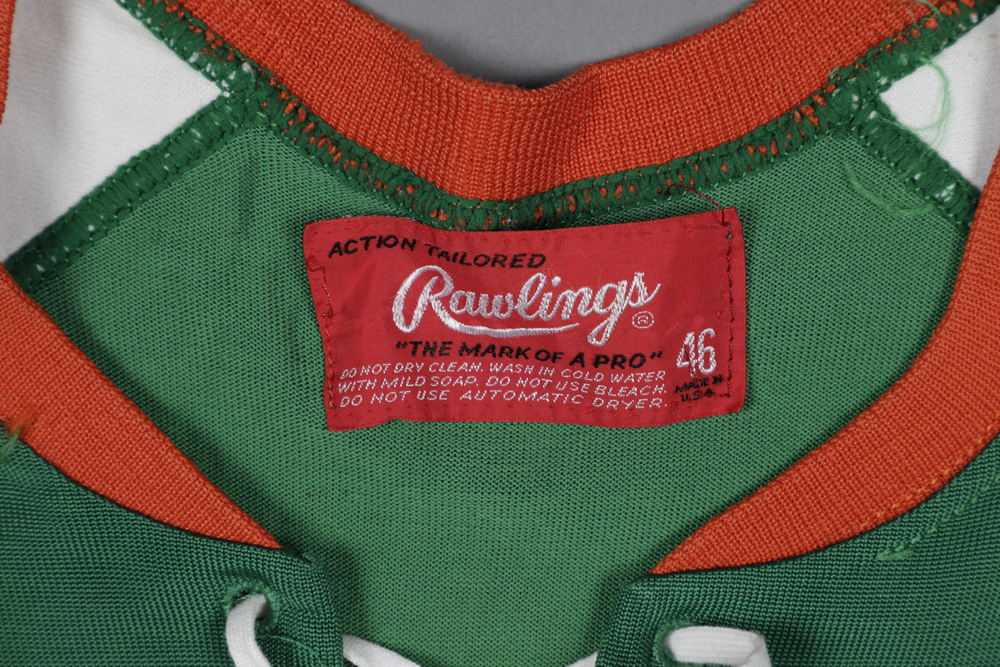 ACTION TAILORED
Rawlings ®
"THE MARK OF A PRO"
46
DO NOT DRY CLEAN. WASH IN COLD WATER
WITH MILD SOAP. DO NOT USE BLEACH.
DO NOT USE AUTOMATIC DRYER.
MADE IN
U.S.A.